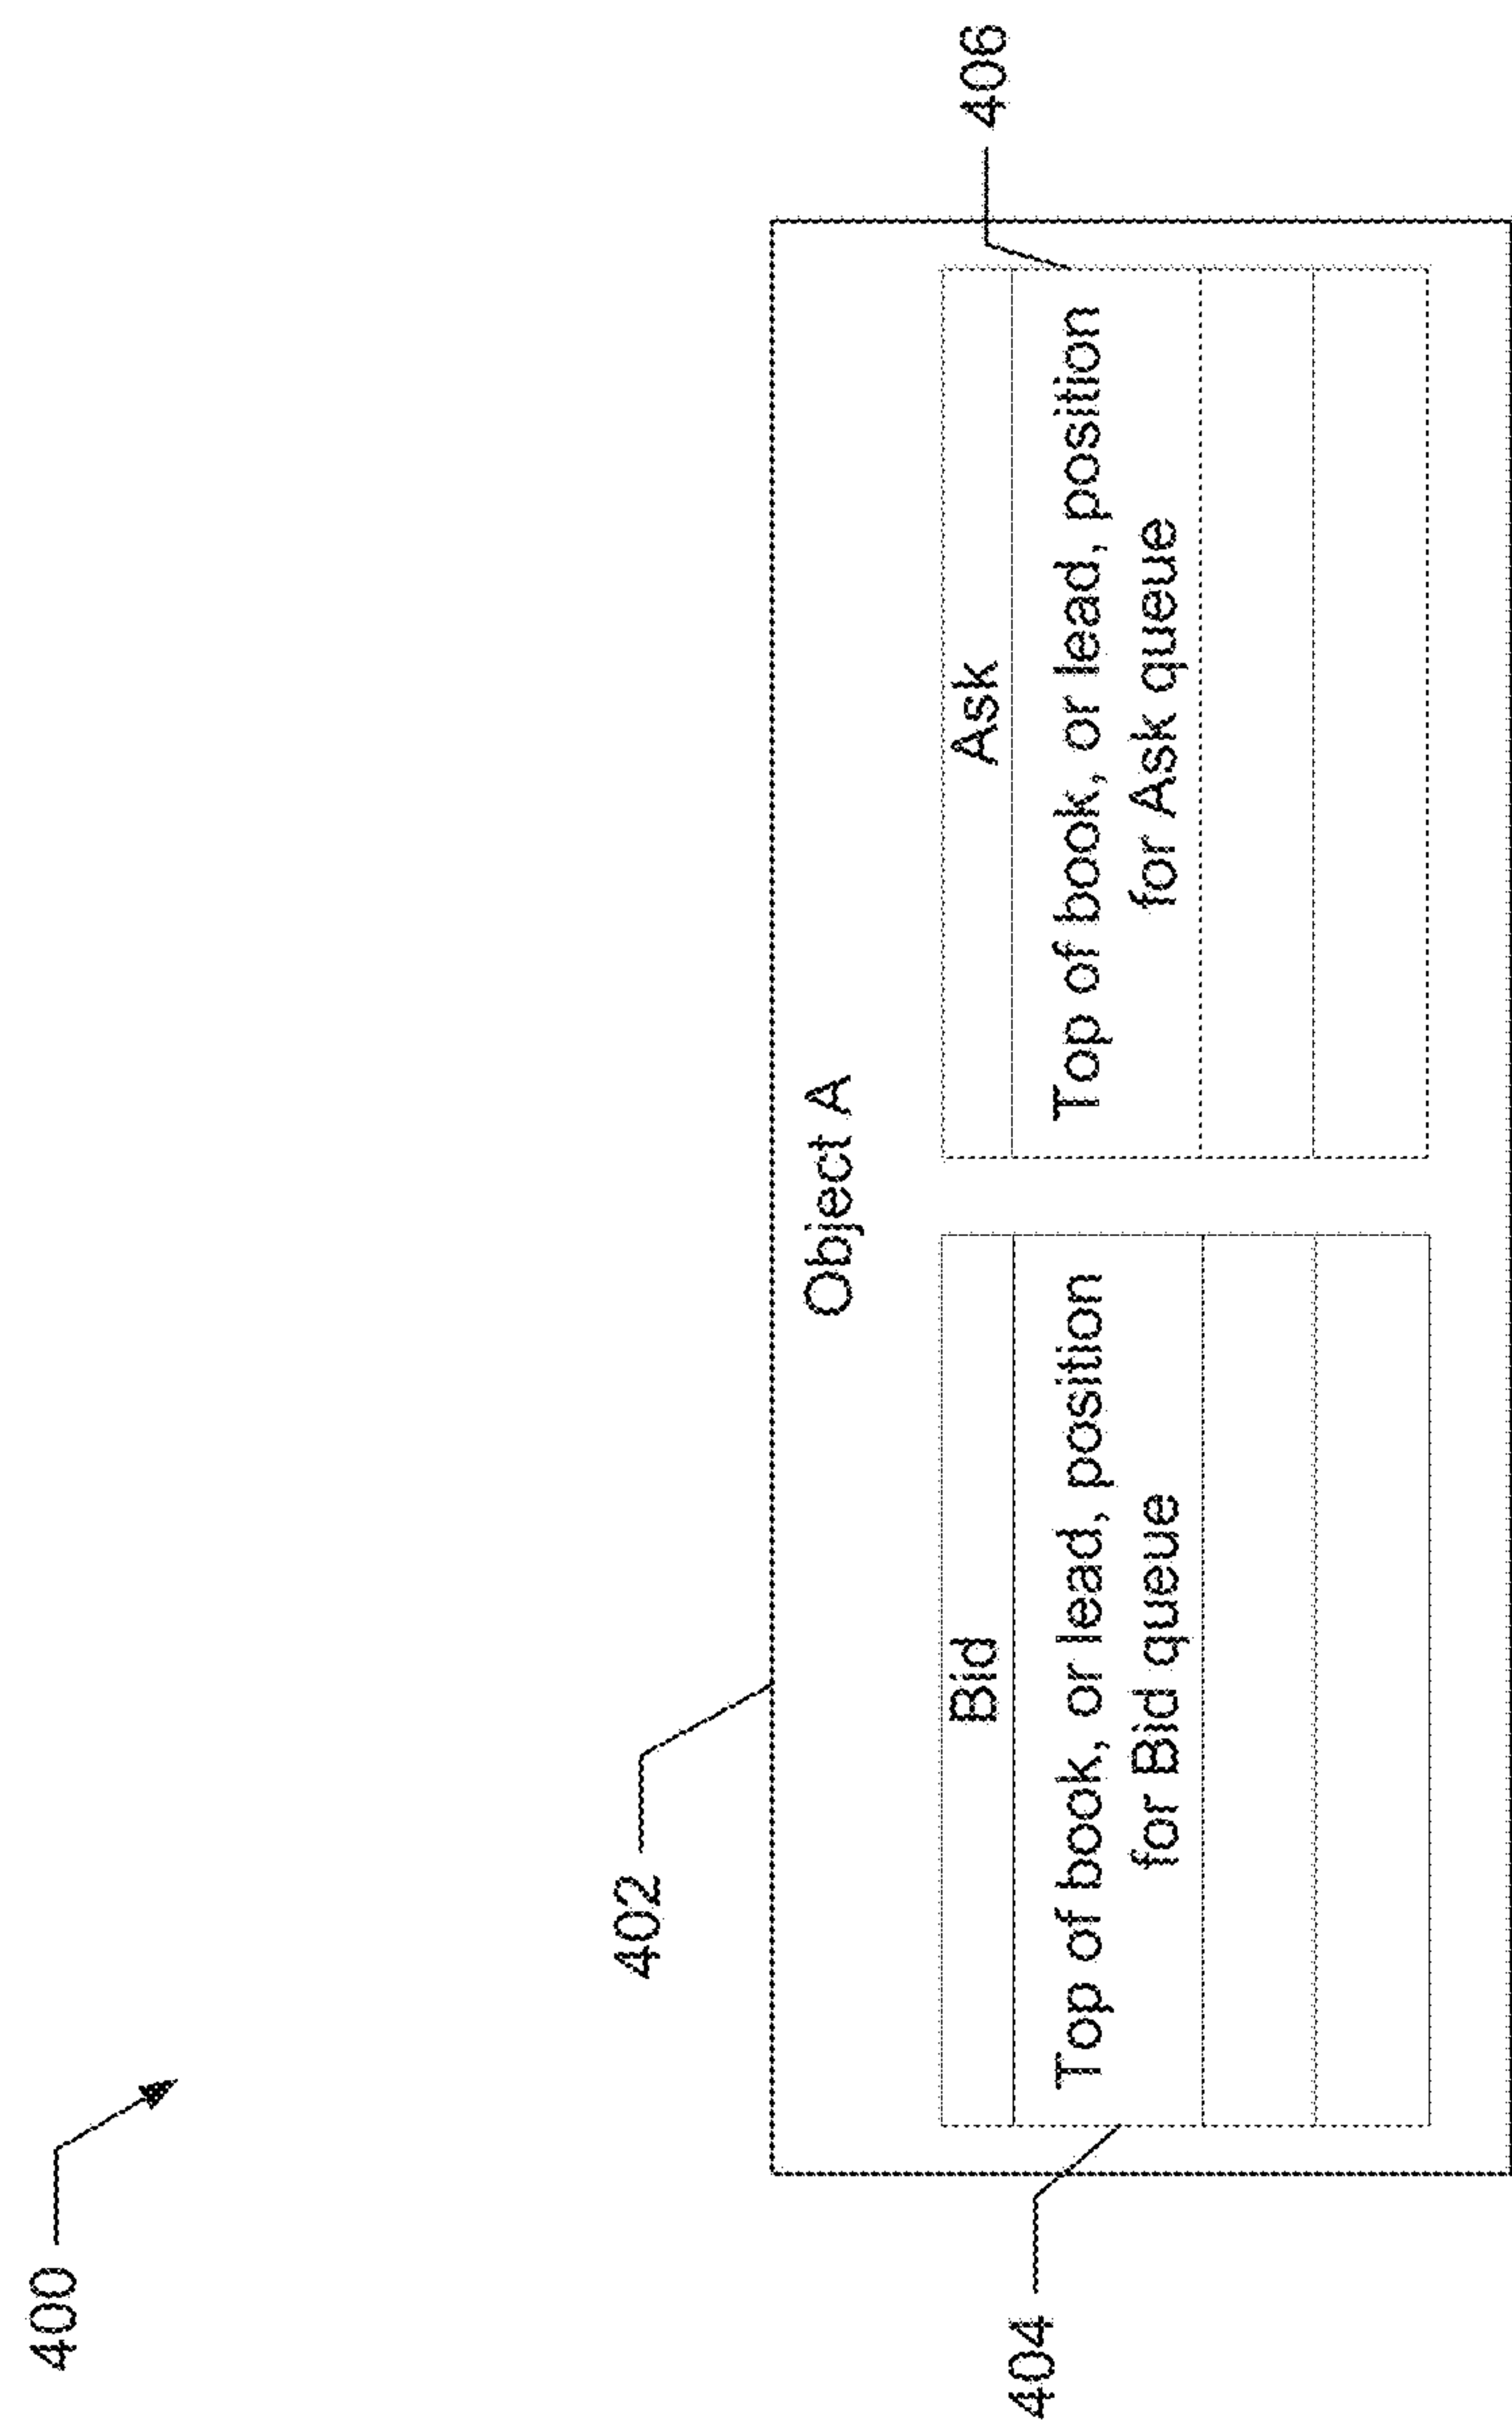 400
402
Object A
404
Bid
Top of book, or lead, position
for Bid queue
406
Ask
Top of book, or lead, position
for Ask queue